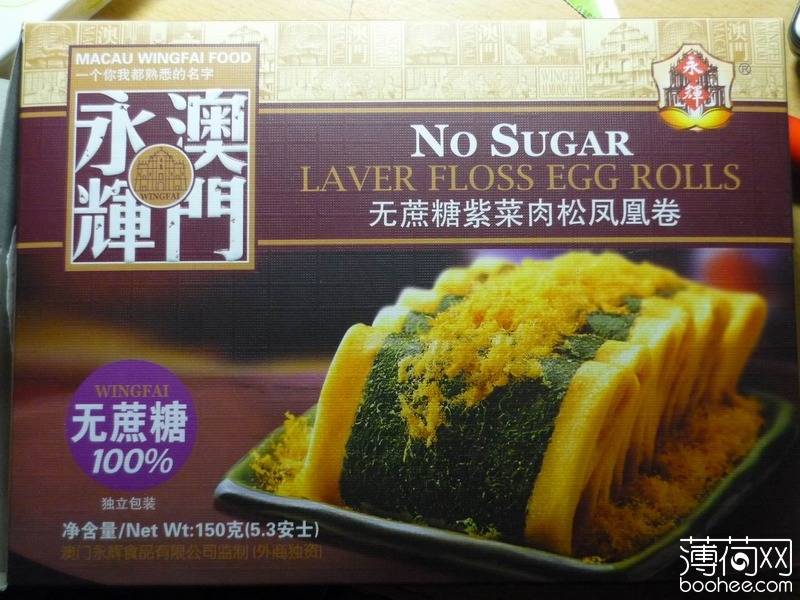 MACAU WINGFAI FOOD
一个你我都熟悉的名字
澳門
永輝
WINGFAI
永輝
®
NO SUGAR
LAVER FLOSS EGG ROLLS
无蔗糖紫菜肉松凤凰卷
WINGFAI
无蔗糖
100%
独立包装
净含量/Net Wt:150克(5.3安士)
澳门永辉食品有限公司监制(外商独资)
薄荷网
boohee.com